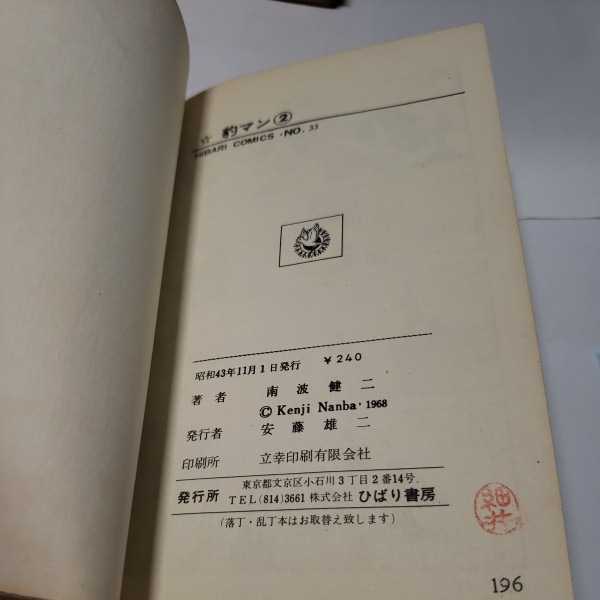 ☆ 豹マン②
HIBARI COMICS・NO. 33
昭和43年11月1日発行 ￥240
著者 南波健二
© Kenji Nanba・1968
発行者 安藤雄二
印刷所 立幸印刷有限会社
東京都文京区小石川3丁目2番14号
発行所 TEL(814)3661 株式会社 ひばり書房
(落丁・乱丁本はお取替え致します)
細井
196